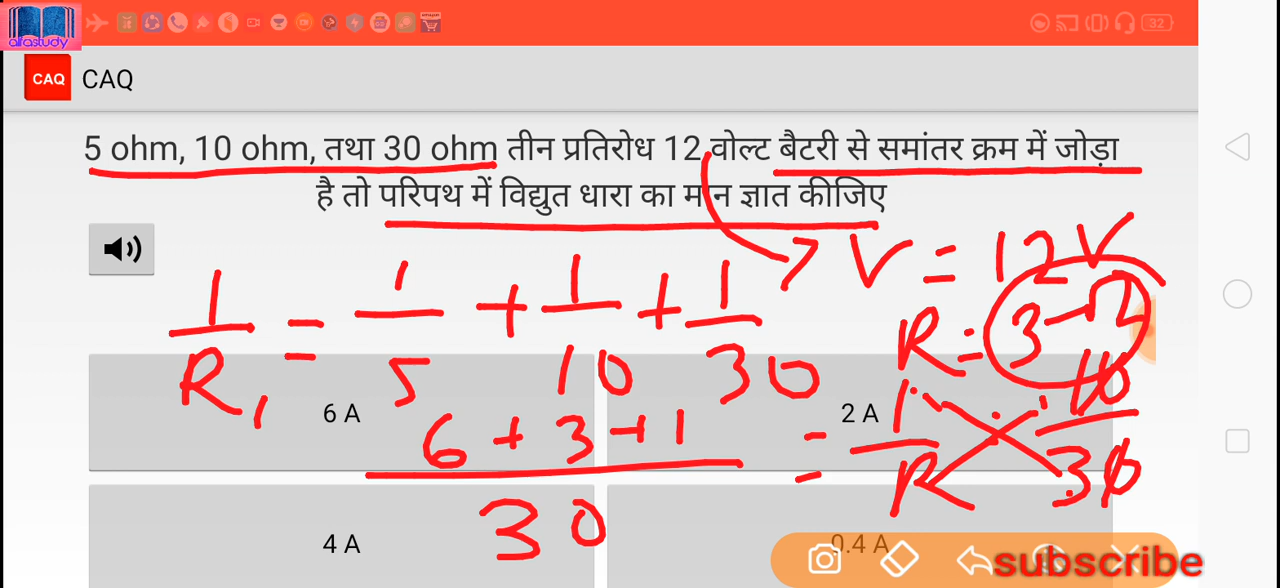 alfastudy
32
CAQ CAQ
5 ohm, 10 ohm, तथा 30 ohm तीन प्रतिरोध 12 वोल्ट बैटरी से समांतर क्रम में जोड़ा
है तो परिपथ में विद्युत धारा का मान ज्ञात कीजिए
V = 12V
1/R1 = 1/5 + 1/10 + 1/30
R = 3-Ω
6 A
2 A
6+3+1/30 = 1/R 10/30
4 A
0.4 A
subscribe